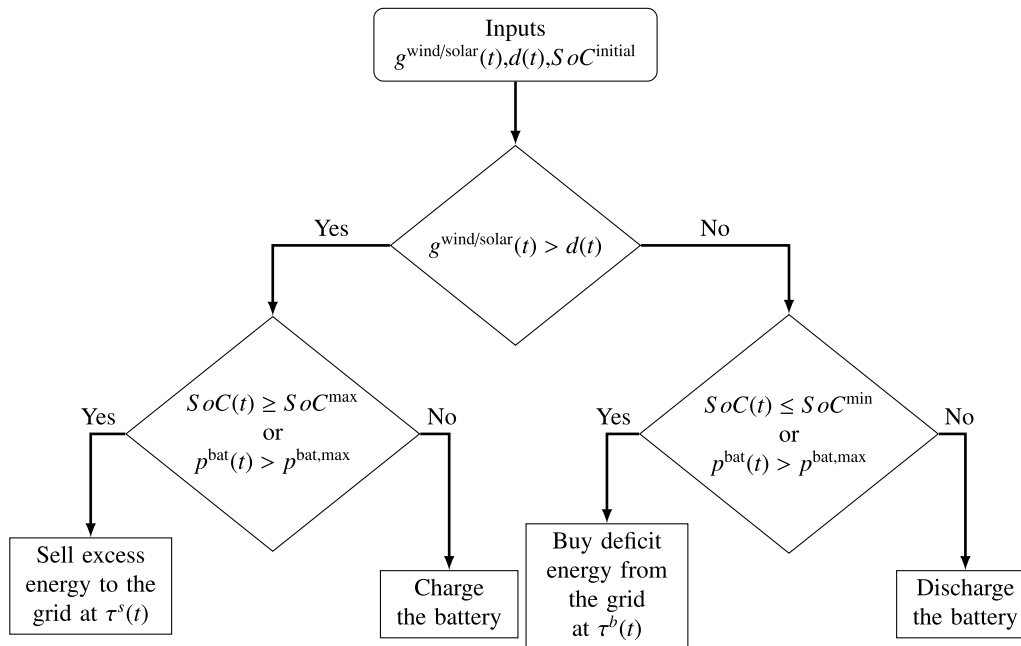 Inputs
g^wind/solar(t),d(t),SoC^initial
Yes
No
g^wind/solar(t) > d(t)
Yes
SoC(t) ≥ SoC^max
or
p^bat(t) > p^bat,max
No
Yes
SoC(t) ≤ SoC^min
or
p^bat(t) > p^bat,max
No
Sell excess
energy to the
grid at τ^s(t)
Charge
the battery
Buy deficit
energy from
the grid
at τ^b(t)
Discharge
the battery